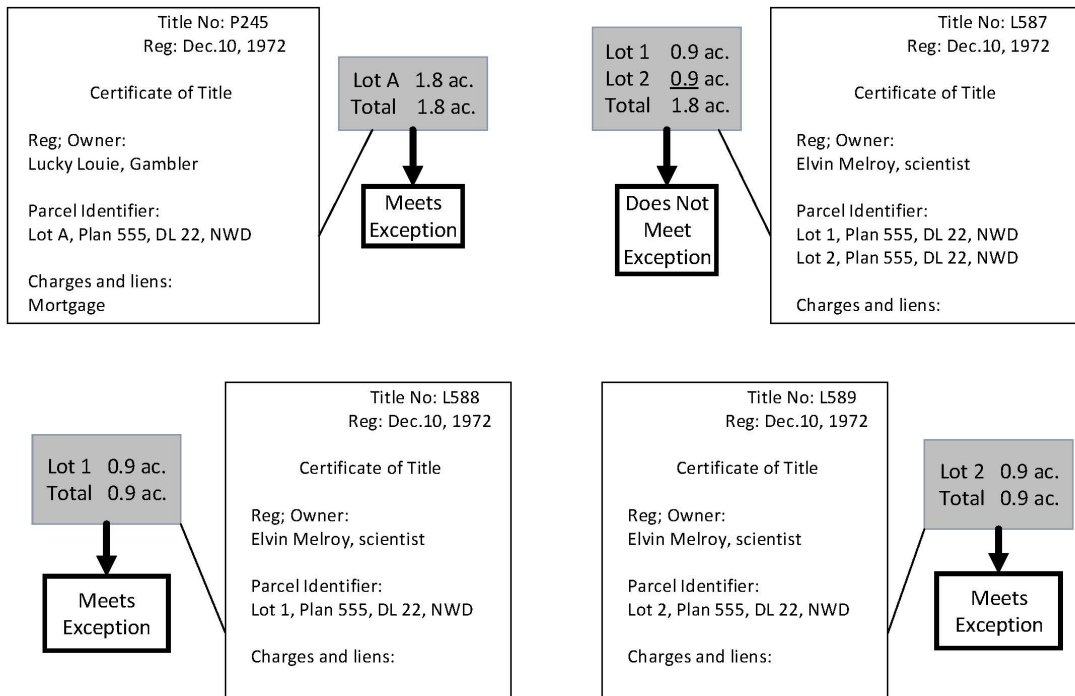 Title No: P245
Reg: Dec.10, 1972
Certificate of Title
Reg; Owner:
Lucky Louie, Gambler
Parcel Identifier:
Lot A, Plan 555, DL 22, NWD
Charges and liens:
Mortgage
Lot A 1.8 ac.
Total 1.8 ac.
Meets
Exception
Lot 1 0.9 ac.
Lot 2 0.9 ac.
Total 1.8 ac.
Does Not
Meet
Exception
Title No: L587
Reg: Dec.10, 1972
Certificate of Title
Reg; Owner:
Elvin Melroy, scientist
Parcel Identifier:
Lot 1, Plan 555, DL 22, NWD
Lot 2, Plan 555, DL 22, NWD
Charges and liens:
Lot 1 0.9 ac.
Total 0.9 ac.
Meets
Exception
Title No: L588
Reg: Dec.10, 1972
Certificate of Title
Reg; Owner:
Elvin Melroy, scientist
Parcel Identifier:
Lot 1, Plan 555, DL 22, NWD
Charges and liens:
Title No: L589
Reg: Dec.10, 1972
Certificate of Title
Reg; Owner:
Elvin Melroy, scientist
Parcel Identifier:
Lot 2, Plan 555, DL 22, NWD
Charges and liens:
Lot 2 0.9 ac.
Total 0.9 ac.
Meets
Exception